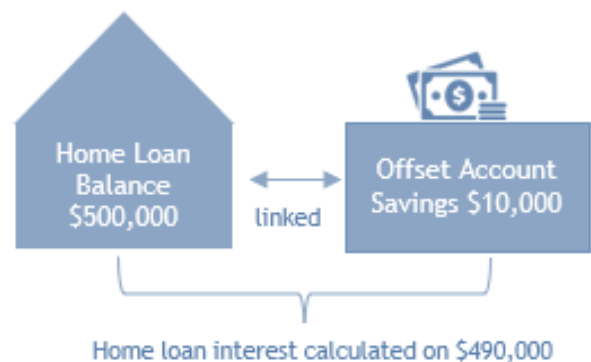 Home Loan
Balance
$500,000
linked
Offset Account
Savings $10,000
Home loan interest calculated on $490,000